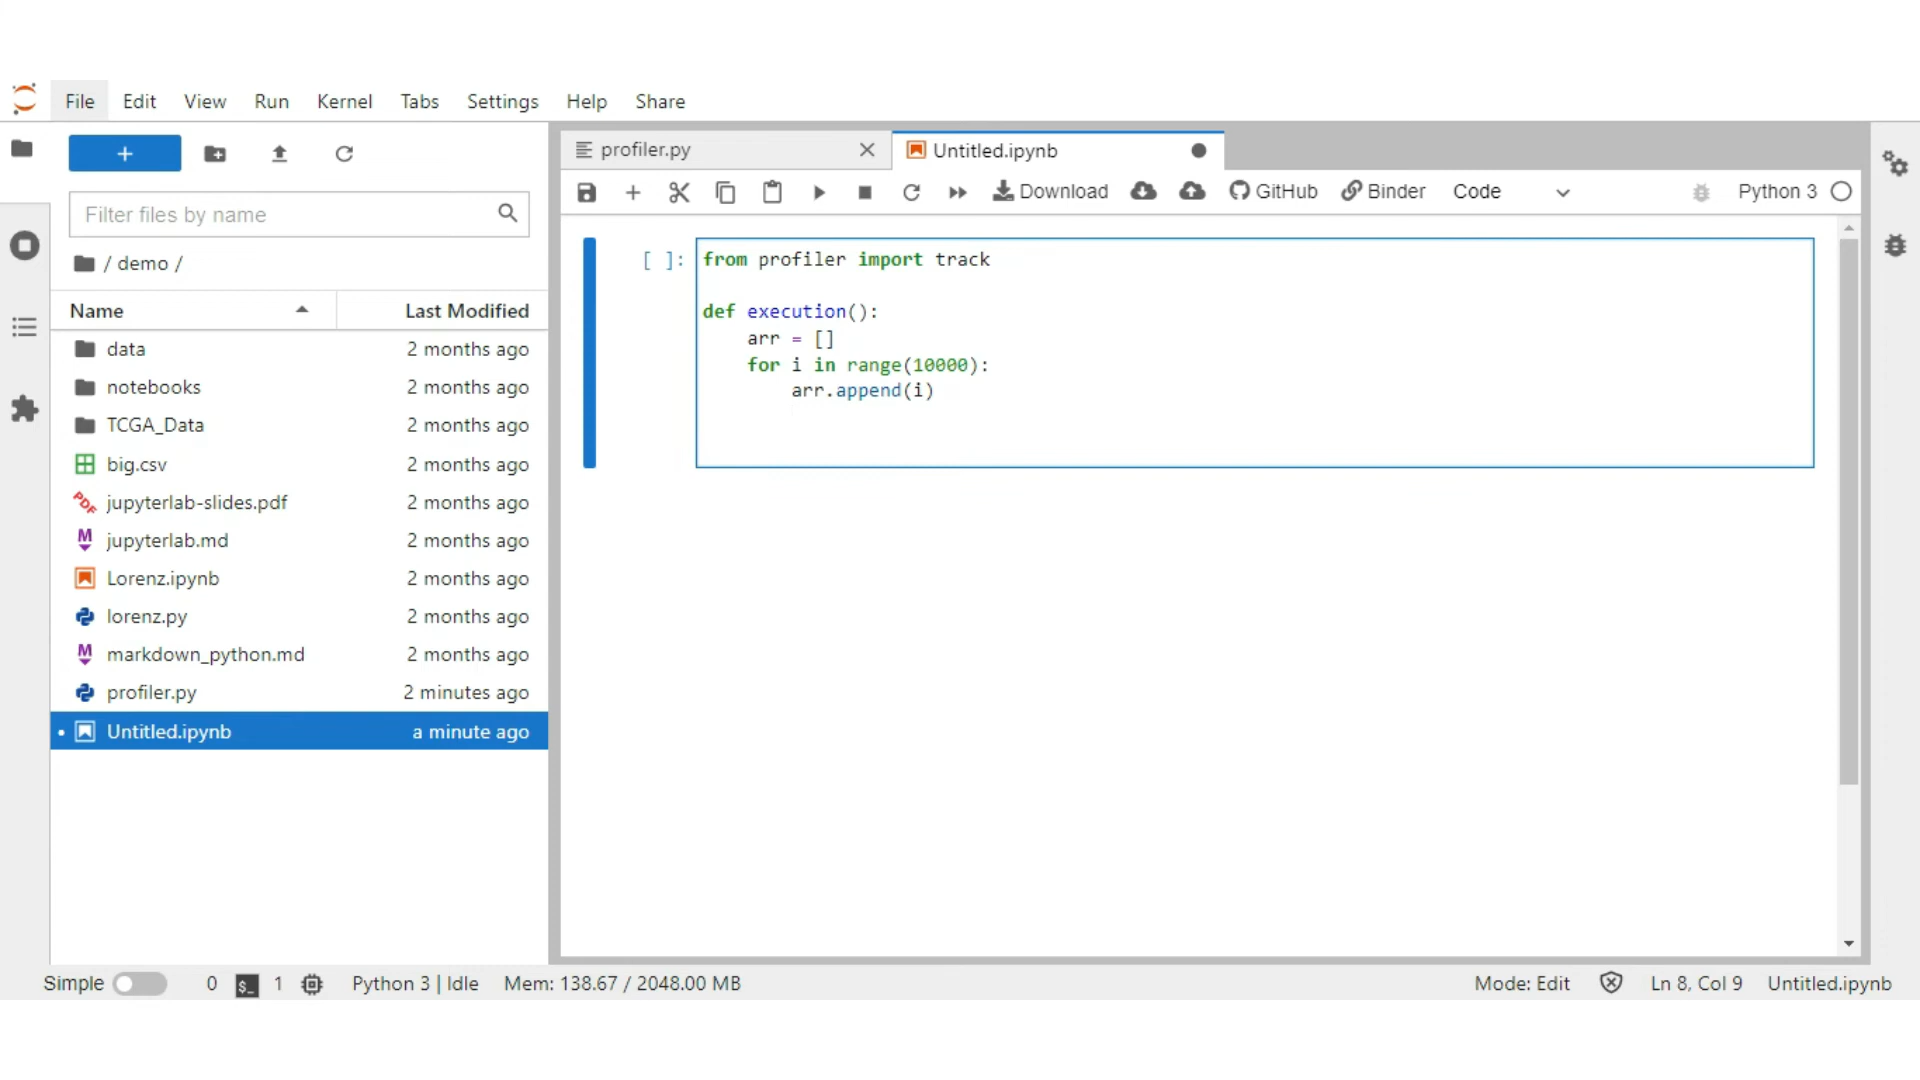 File Edit View Run Kernel Tabs Settings Help Share
+
Filter files by name
/ demo /
Name Last Modified
data 2 months ago
notebooks 2 months ago
TCGA_Data 2 months ago
big.csv 2 months ago
jupyterlab-slides.pdf 2 months ago
jupyterlab.md 2 months ago
Lorenz.ipynb 2 months ago
lorenz.py 2 months ago
markdown_python.md 2 months ago
profiler.py 2 minutes ago
Untitled.ipynb a minute ago
profiler.py Untitled.ipynb
Download GitHub Binder Code Python 3
[ ]: from profiler import track
def execution():
    arr = []
    for i in range(10000):
        arr.append(i)
Simple 0 $_ 1 Python 3 | Idle Mem: 138.67 / 2048.00 MB Mode: Edit Ln 8, Col 9 Untitled.ipynb